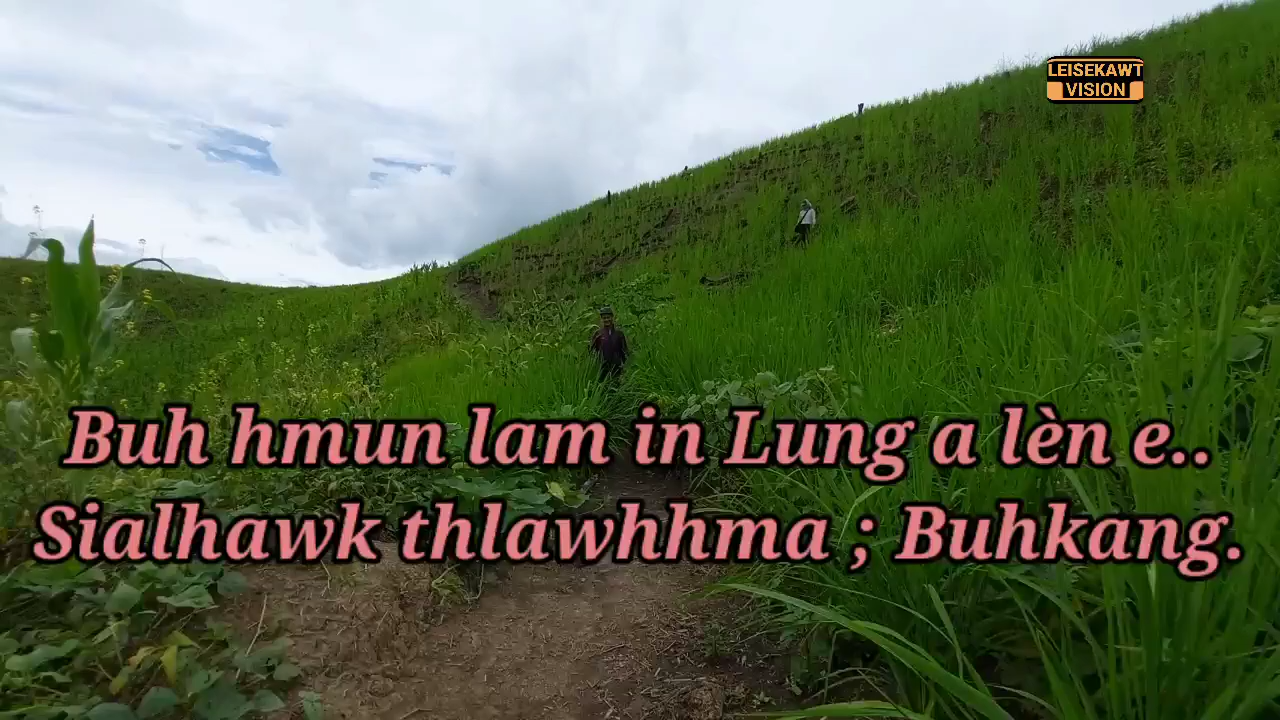 LEISEKAWT
VISION
Buh hmun lam in Lung a lèn e..
Sialhawk thlawhhma ; Buhkang.